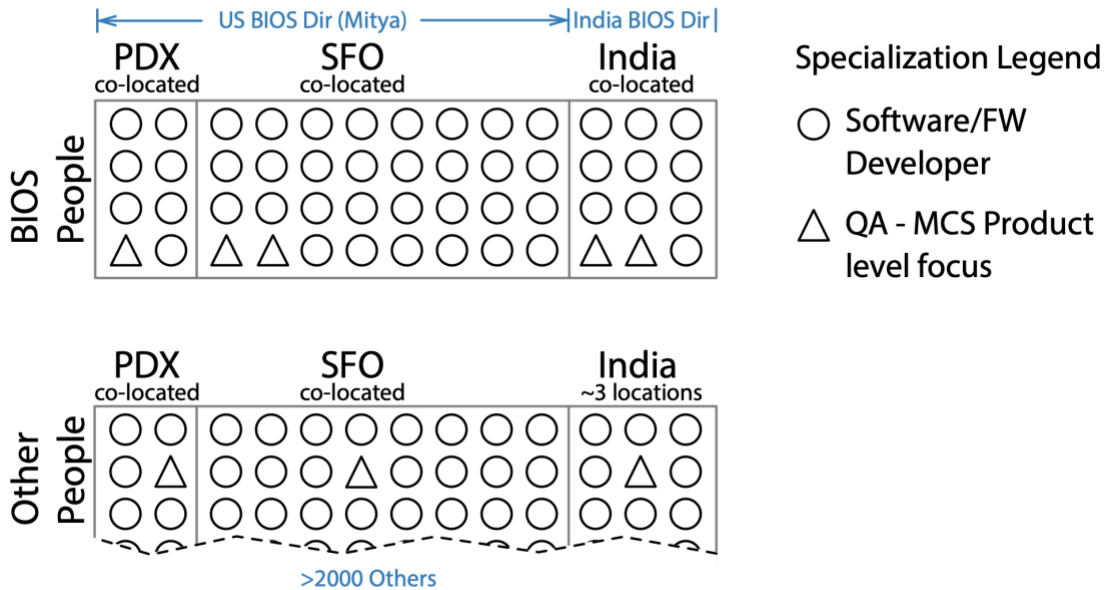 US BIOS Dir (Mitya) India BIOS Dir
PDX SFO India
co-located co-located co-located
BIOS
People
Specialization Legend
Software/FW
Developer
QA - MCS Product
level focus
PDX SFO India
co-located co-located ~3 locations
Other
People
>2000 Others